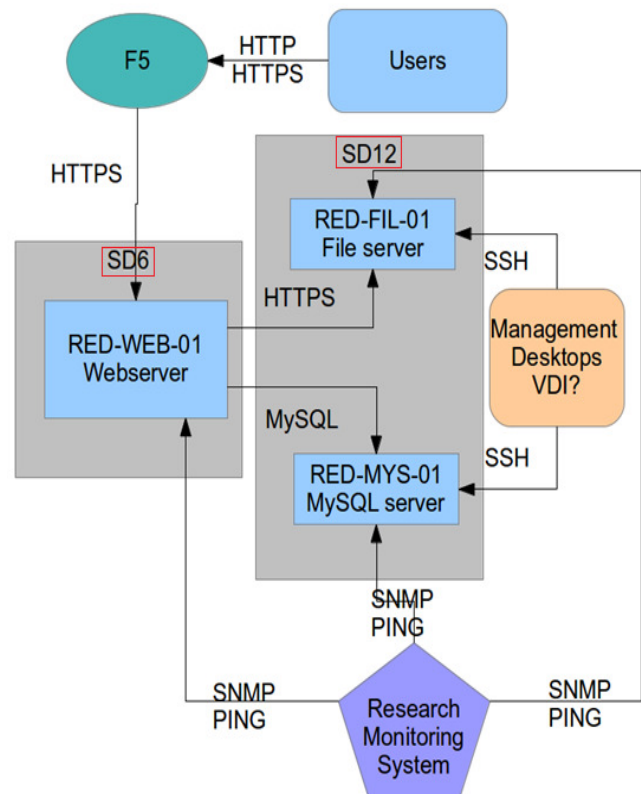 F5
HTTP
HTTPS
Users
HTTPS
SD12
RED-FIL-01
File server
SD6
SSH
HTTPS
RED-WEB-01
Webserver
Management
Desktops
VDI?
MySQL
RED-MYS-01
MySQL server
SSH
SNMP
PING
SNMP
PING
SNMP
PING
Research
Monitoring
System